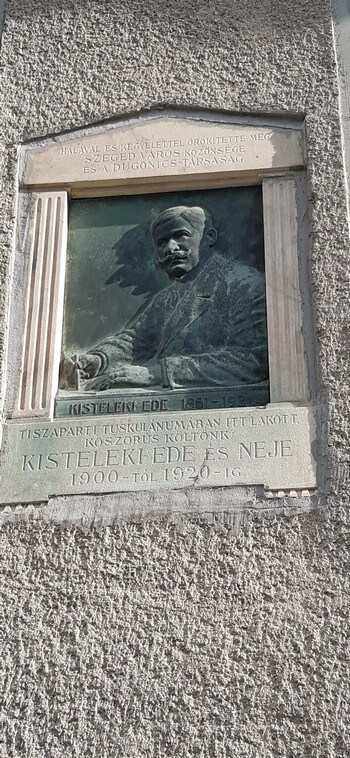 HÁLÁVAL ÉS KEGYELETTEL ÖRÖKITETTE MEG
SZEGED VÁROS KÖZÖNSÉGE
ÉS A DUGONICS-TÁRSASÁG
KISTELEKI EDE 1861-1931
TISZAPARTI TUSKULÁNUMÁBAN ITT LAKOTT
KOSZORÚS KÖLTŐNK:
KISTELEKI EDE ÉS NEJE
1900-TÓL 1920-IG.